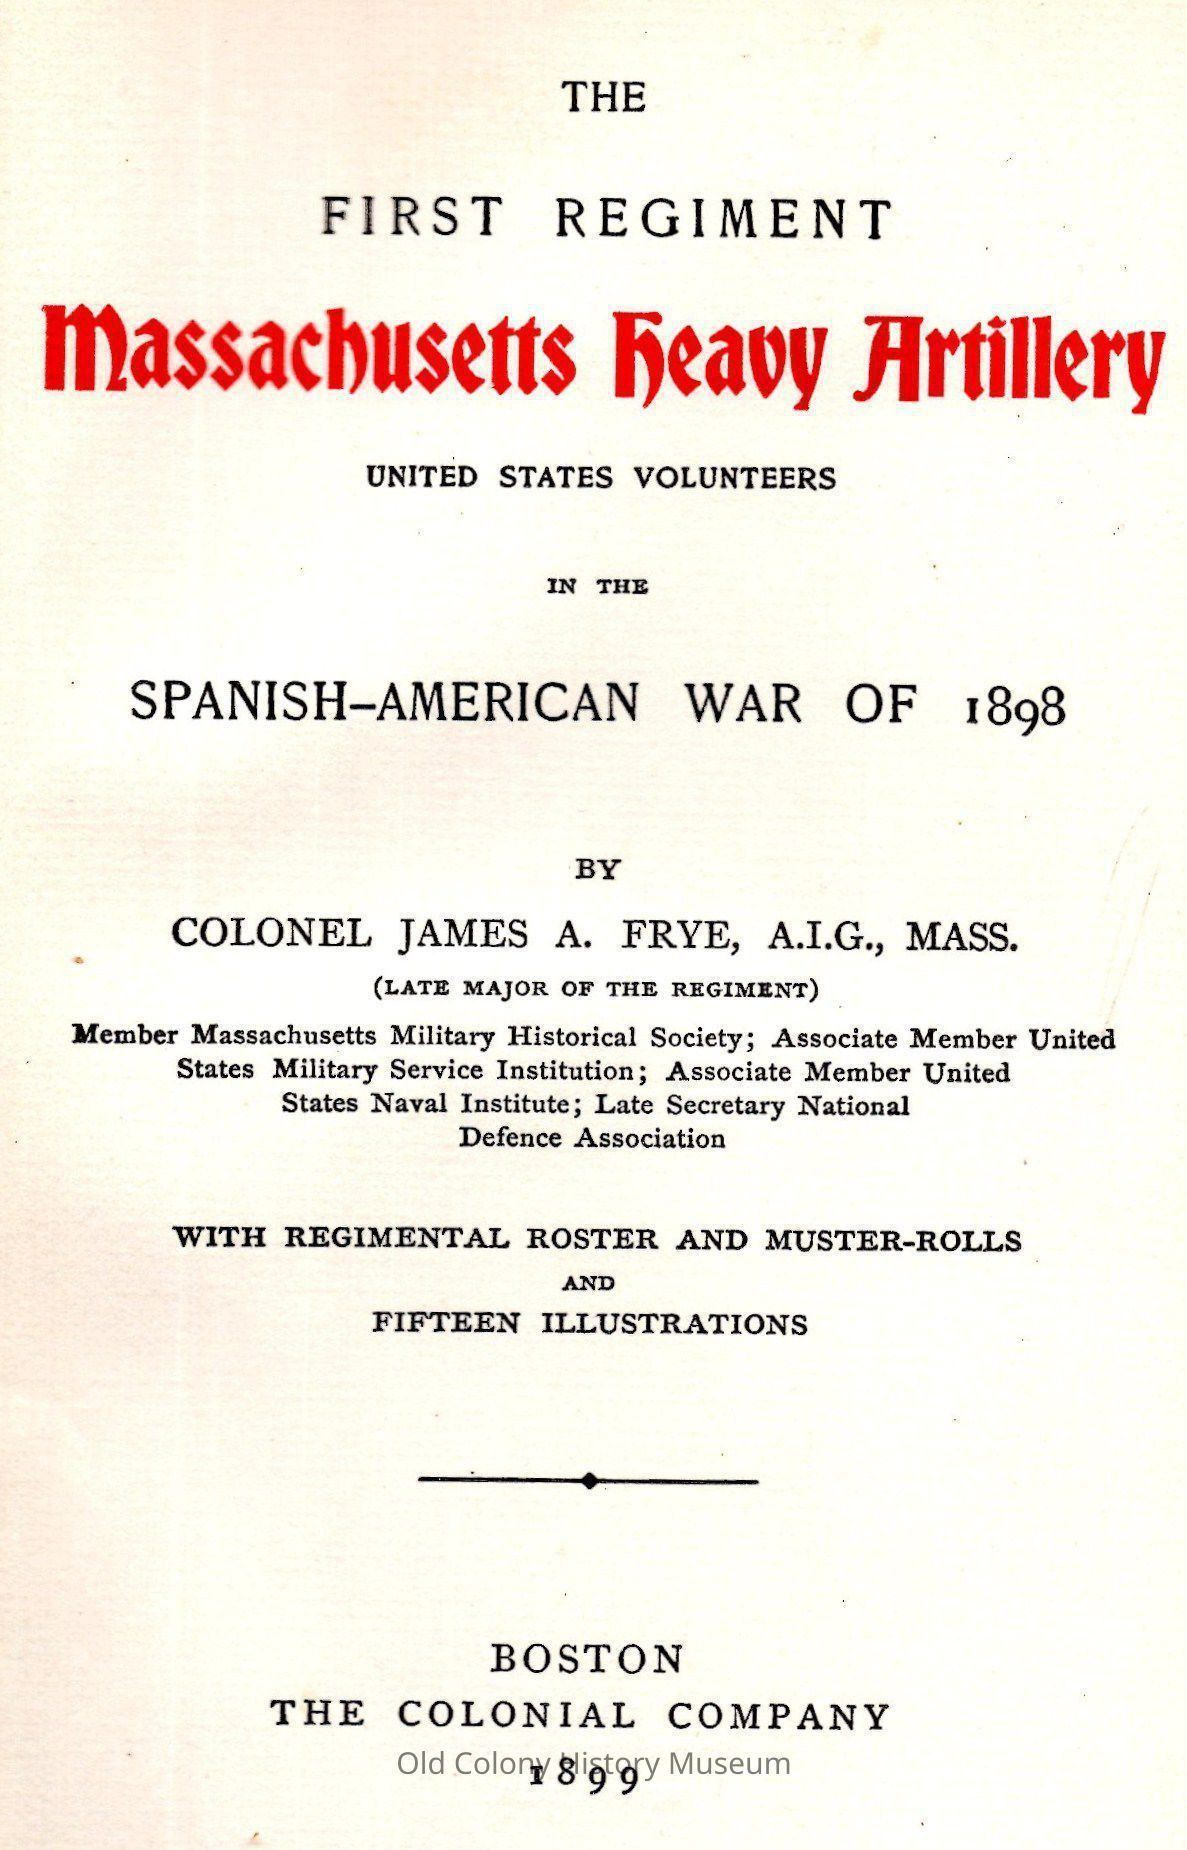 THE
FIRST REGIMENT
Massachusetts Heavy Artillery
UNITED STATES VOLUNTEERS
IN THE
SPANISH-AMERICAN WAR OF 1898
BY
COLONEL JAMES A. FRYE, A.I.G., MASS.
(LATE MAJOR OF THE REGIMENT)
Member Massachusetts Military Historical Society; Associate Member United
States Military Service Institution; Associate Member United
States Naval Institute; Late Secretary National
Defence Association
WITH REGIMENTAL ROSTER AND MUSTER-ROLLS
AND
FIFTEEN ILLUSTRATIONS
BOSTON
THE COLONIAL COMPANY
Old Colony History Museum
1899